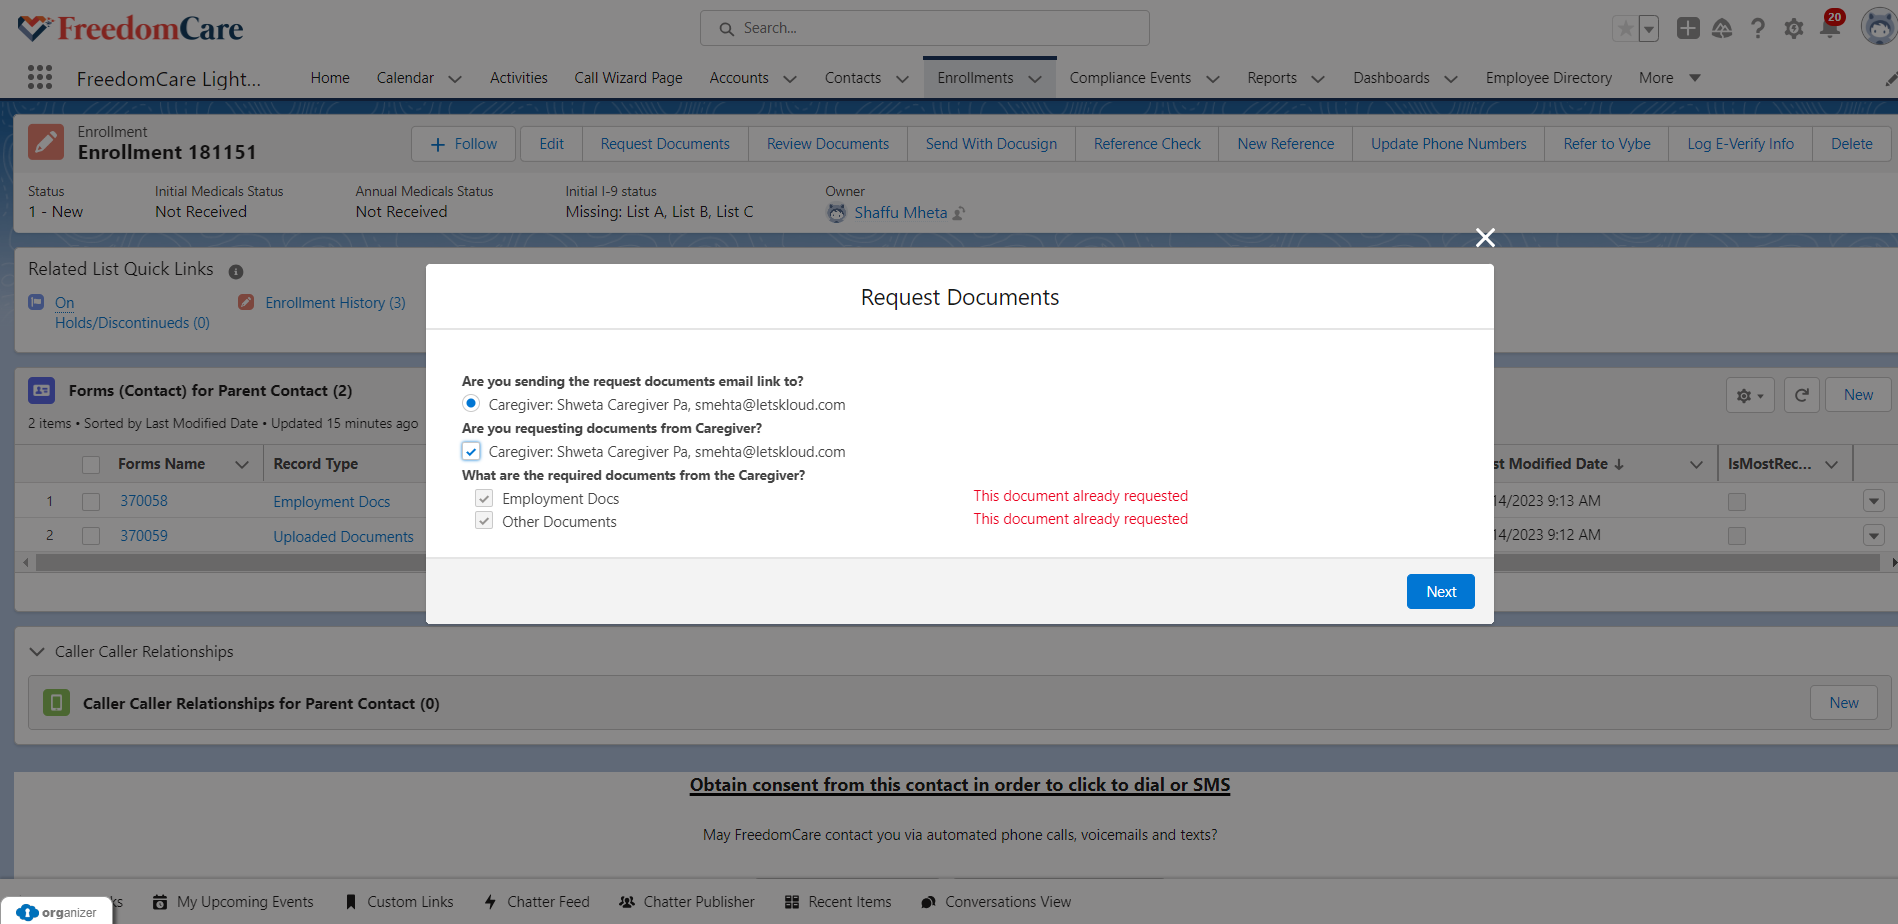 FreedomCare
Search...
20
FreedomCare Light...
Home
Calendar
Activities
Call Wizard Page
Accounts
Contacts
Enrollments
Compliance Events
Reports
Dashboards
Employee Directory
More
Enrollment
Enrollment 181151
Follow
Edit
Request Documents
Review Documents
Send With Docusign
Reference Check
New Reference
Update Phone Numbers
Refer to Vybe
Log E-Verify Info
Delete
Status
Initial Medicals Status
Annual Medicals Status
Initial I-9 status
Owner
1 - New
Not Received
Not Received
Missing: List A, List B, List C
Shaffu Mheta
Related List Quick Links
On
Holds/Discontinueds (0)
Enrollment History (3)
Request Documents
Are you sending the request documents email link to?
Caregiver: Shweta Caregiver Pa, smehta@letskloud.com
Are you requesting documents from Caregiver?
Caregiver: Shweta Caregiver Pa, smehta@letskloud.com
What are the required documents from the Caregiver?
Employment Docs
This document already requested
Other Documents
This document already requested
Next
Forms (Contact) for Parent Contact (2)
2 items • Sorted by Last Modified Date • Updated 15 minutes ago
New
Forms Name
Record Type
st Modified Date
IsMostRec...
1
370058
Employment Docs
14/2023 9:13 AM
2
370059
Uploaded Documents
14/2023 9:12 AM
Caller Caller Relationships
Caller Caller Relationships for Parent Contact (0)
New
Obtain consent from this contact in order to click to dial or SMS
May FreedomCare contact you via automated phone calls, voicemails and texts?
ks
My Upcoming Events
Custom Links
Chatter Feed
Chatter Publisher
Recent Items
Conversations View
organizer